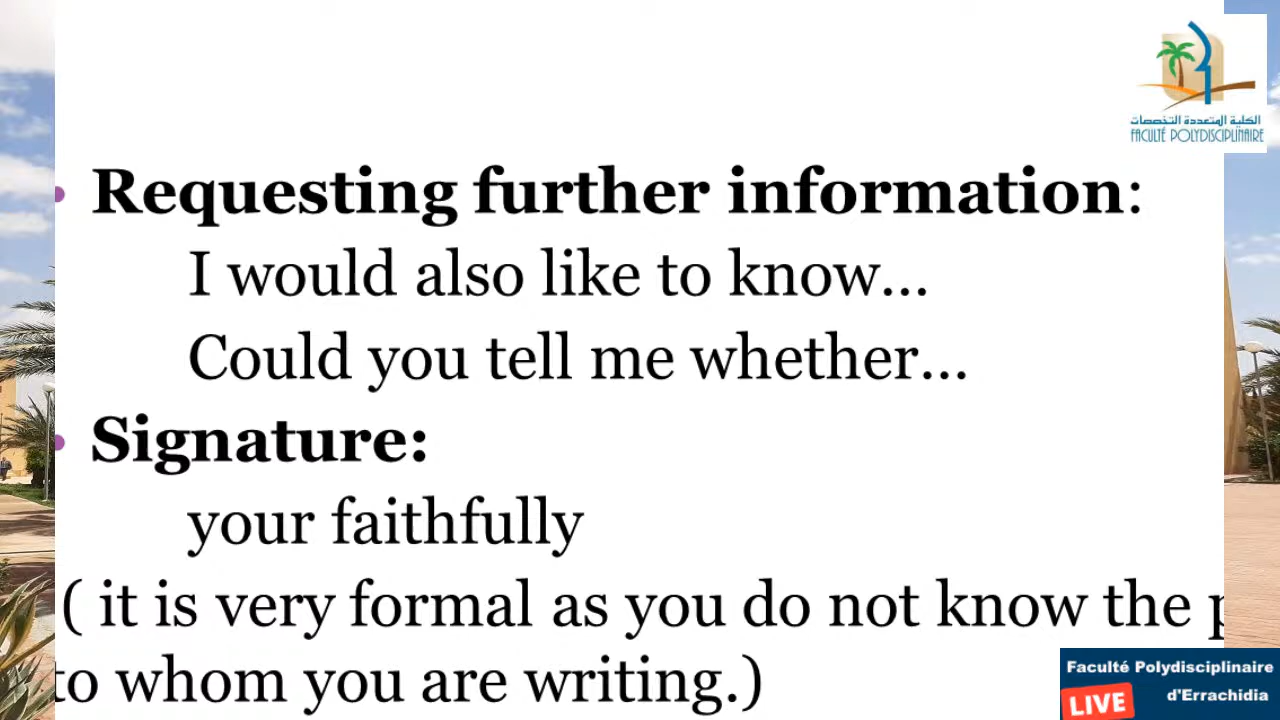 الكلية المتعددة التخصصات
FACULTÉ POLYDISCIPLINAIRE
• Requesting further information:
I would also like to know...
Could you tell me whether...
• Signature:
your faithfully
( it is very formal as you do not know the
to whom you are writing.)
Faculté Polydisciplinaire
d'Errachidia
LIVE